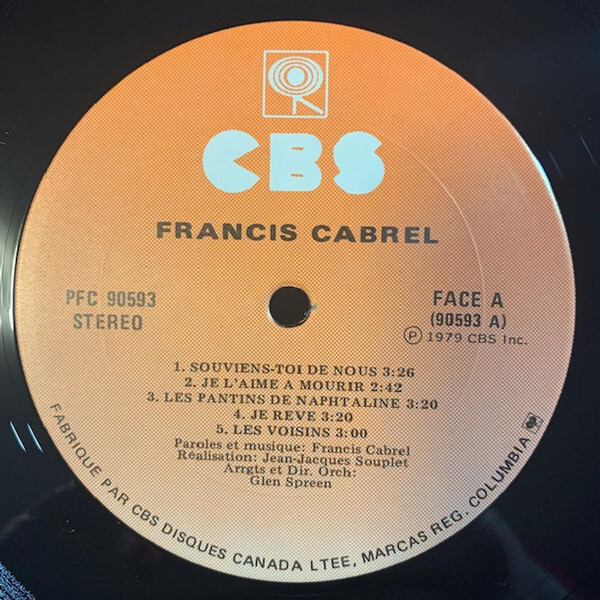 CBS
FRANCIS CABREL
PFC 90593
STEREO
FACE A
(90593 A)
Ⓟ 1979 CBS Inc.
1. SOUVIENS-TOI DE NOUS 3:26
2. JE L'AIME A MOURIR 2:42
3. LES PANTINS DE NAPHTALINE 3:20
4. JE REVE 3:20
5. LES VOISINS 3:00
Paroles et musique: Francis Cabrel
Réalisation: Jean-Jacques Souplet
Arrgts et Dir. Orch:
Glen Spreen
FABRIQUE PAR CBS DISQUES CANADA LTEE, MARCAS REG. COLUMBIA